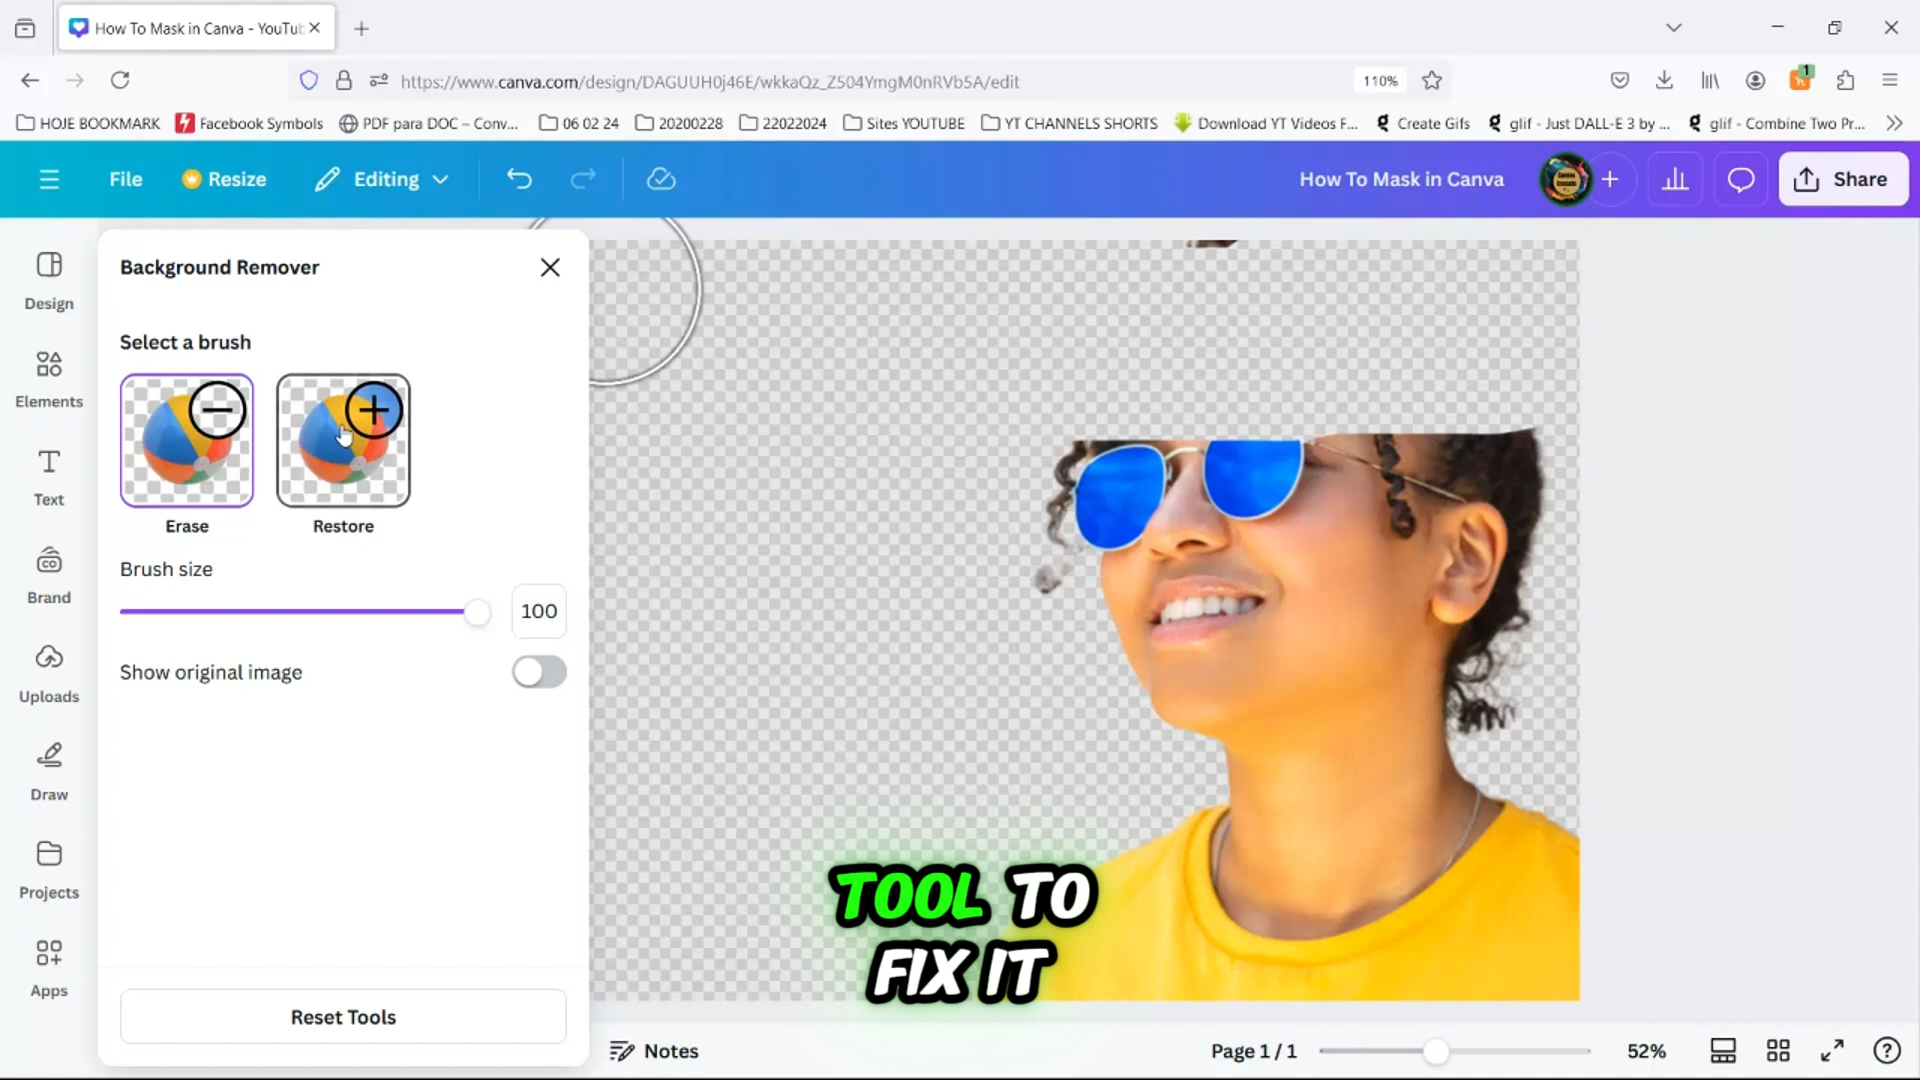 How To Mask in Canva - YouTub
https://www.canva.com/design/DAGUUH0j46E/wkkaQz_Z504YmgM0nRVb5A/edit
110%
1
HOJE BOOKMARK
Facebook Symbols
PDF para DOC – Conv...
06 02 24
20200228
22022024
Sites YOUTUBE
YT CHANNELS SHORTS
Download YT Videos F...
Create Gifs
glif - Just DALL-E 3 by ...
glif - Combine Two Pr...
File
Resize
Editing
How To Mask in Canva
Share
Design
Elements
Text
Brand
Uploads
Draw
Projects
Apps
Background Remover
Select a brush
Erase
Restore
Brush size
100
Show original image
Reset Tools
TOOL TO
FIX IT
Notes
Page 1 / 1
52%